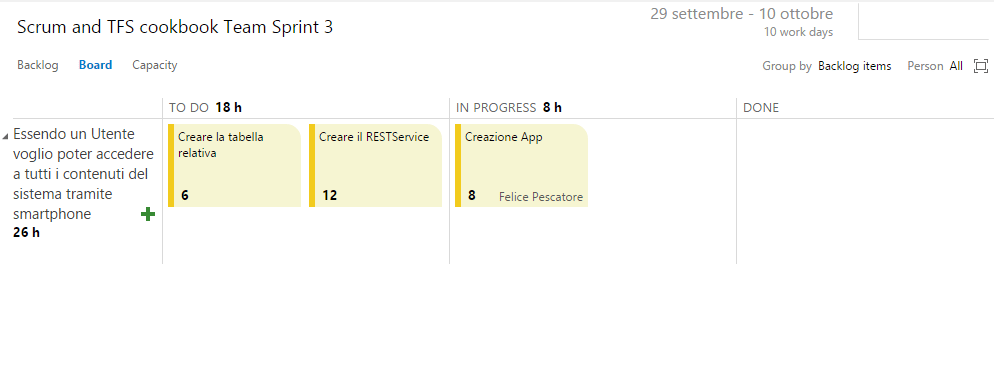 Scrum and TFS cookbook Team Sprint 3
29 settembre - 10 ottobre
10 work days
Backlog Board Capacity
Group by Backlog items Person All
TO DO 18 h IN PROGRESS 8 h DONE
Essendo un Utente
voglio poter accedere
a tutti i contenuti del
sistema tramite
smartphone
26 h
Creare la tabella
relativa
6
Creare il RESTService
12
Creazione App
8 Felice Pescatore